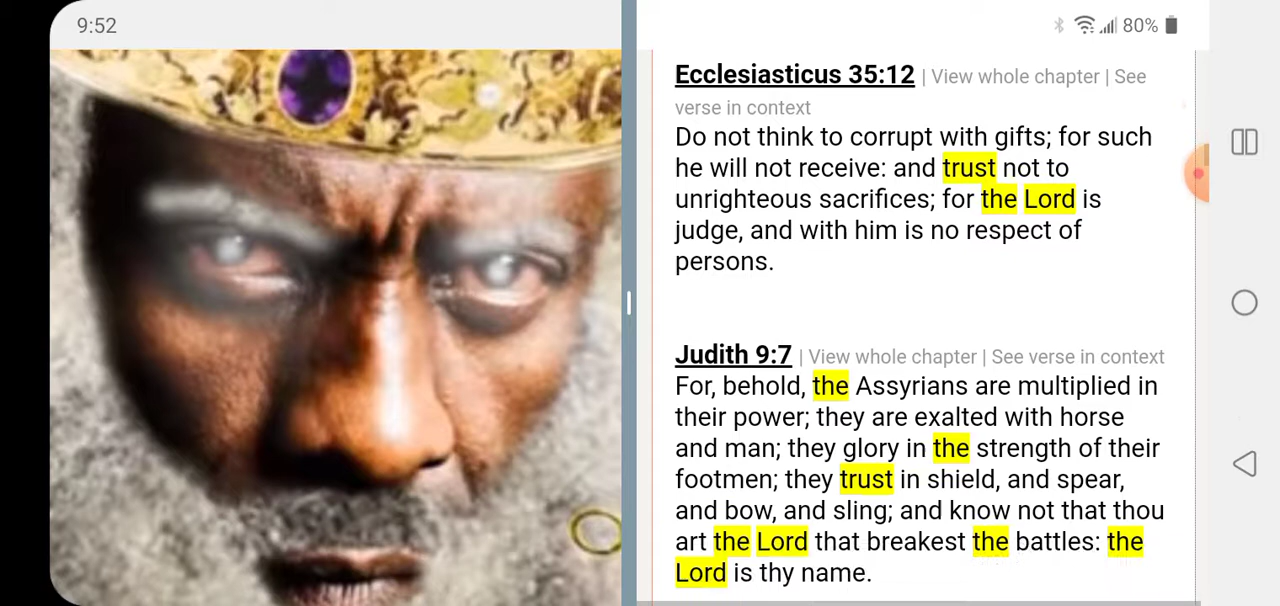 9:52
80%
Ecclesiasticus 35:12 | View whole chapter | See
verse in context
Do not think to corrupt with gifts; for such
he will not receive: and trust not to
unrighteous sacrifices; for the Lord is
judge, and with him is no respect of
persons.
Judith 9:7 | View whole chapter | See verse in context
For, behold, the Assyrians are multiplied in
their power; they are exalted with horse
and man; they glory in the strength of their
footmen; they trust in shield, and spear,
and bow, and sling; and know not that thou
art the Lord that breakest the battles: the
Lord is thy name.